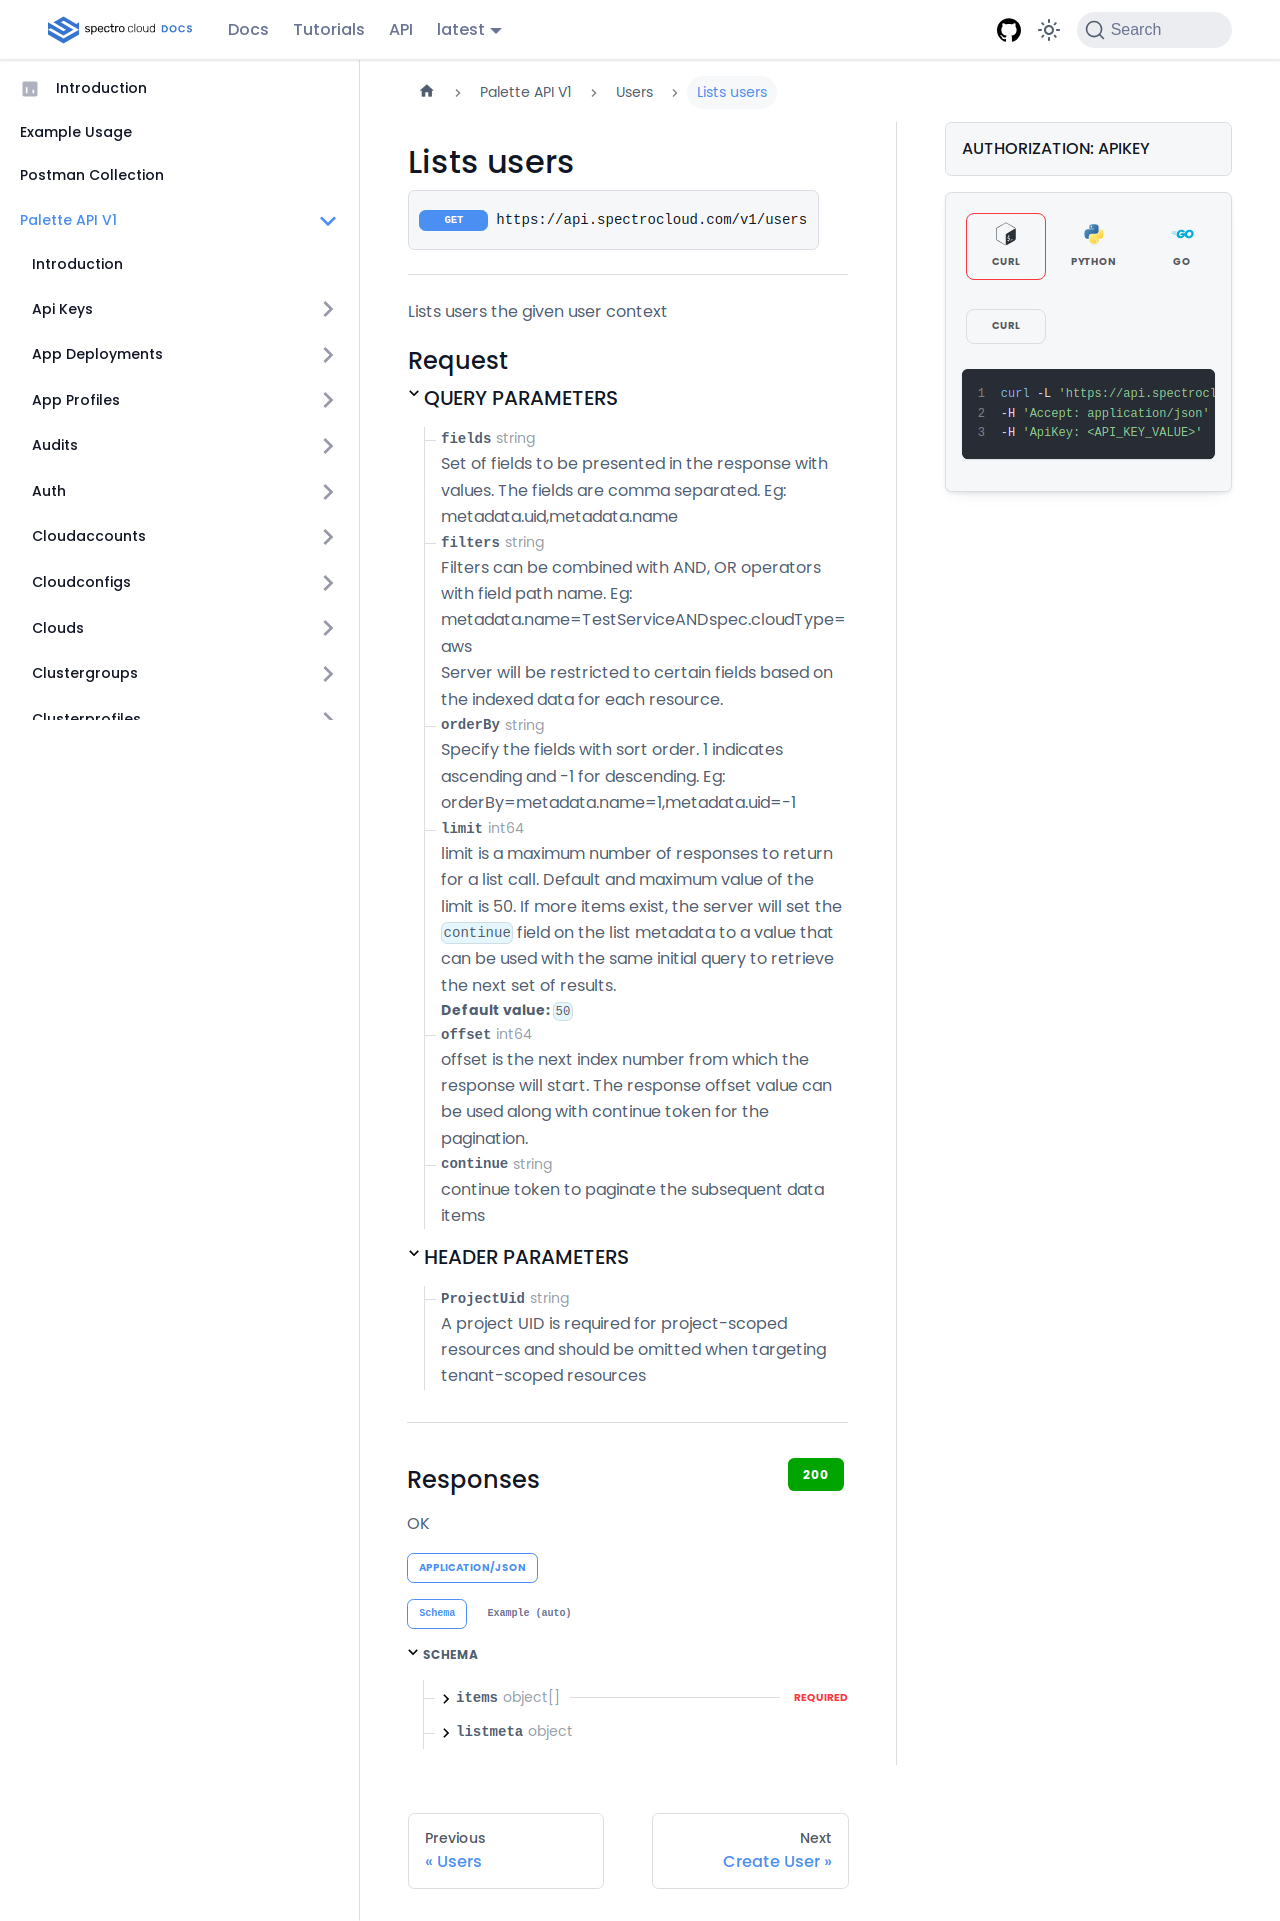 spectro cloud DOCS
Docs
Tutorials
API
latest
Search
Introduction
Example Usage
Postman Collection
Palette API V1
Introduction
Api Keys
App Deployments
App Profiles
Audits
Auth
Cloudaccounts
Cloudconfigs
Clouds
Clustergroups
Clusterprofiles
Palette API V1
Users
Lists users
Lists users
GET https://api.spectrocloud.com/v1/users
Lists users the given user context
Request
QUERY PARAMETERS
fields string
Set of fields to be presented in the response with
values. The fields are comma separated. Eg:
metadata.uid,metadata.name
filters string
Filters can be combined with AND, OR operators
with field path name. Eg:
metadata.name=TestServiceANDspec.cloudType=
aws
Server will be restricted to certain fields based on
the indexed data for each resource.
orderBy string
Specify the fields with sort order. 1 indicates
ascending and -1 for descending. Eg:
orderBy=metadata.name=1,metadata.uid=-1
limit int64
limit is a maximum number of responses to return
for a list call. Default and maximum value of the
limit is 50. If more items exist, the server will set the
continue field on the list metadata to a value that
can be used with the same initial query to retrieve
the next set of results.
Default value: 50
offset int64
offset is the next index number from which the
response will start. The response offset value can
be used along with continue token for the
pagination.
continue string
continue token to paginate the subsequent data
items
HEADER PARAMETERS
ProjectUid string
A project UID is required for project-scoped
resources and should be omitted when targeting
tenant-scoped resources
Responses
200
OK
APPLICATION/JSON
Schema
Example (auto)
SCHEMA
items object[]
REQUIRED
listmeta object
Previous
« Users
Next
Create User »
AUTHORIZATION: APIKEY
CURL
PYTHON
GO
CURL
1 curl -L 'https://api.spectrocl
2 -H 'Accept: application/json'
3 -H 'ApiKey: <API_KEY_VALUE>'